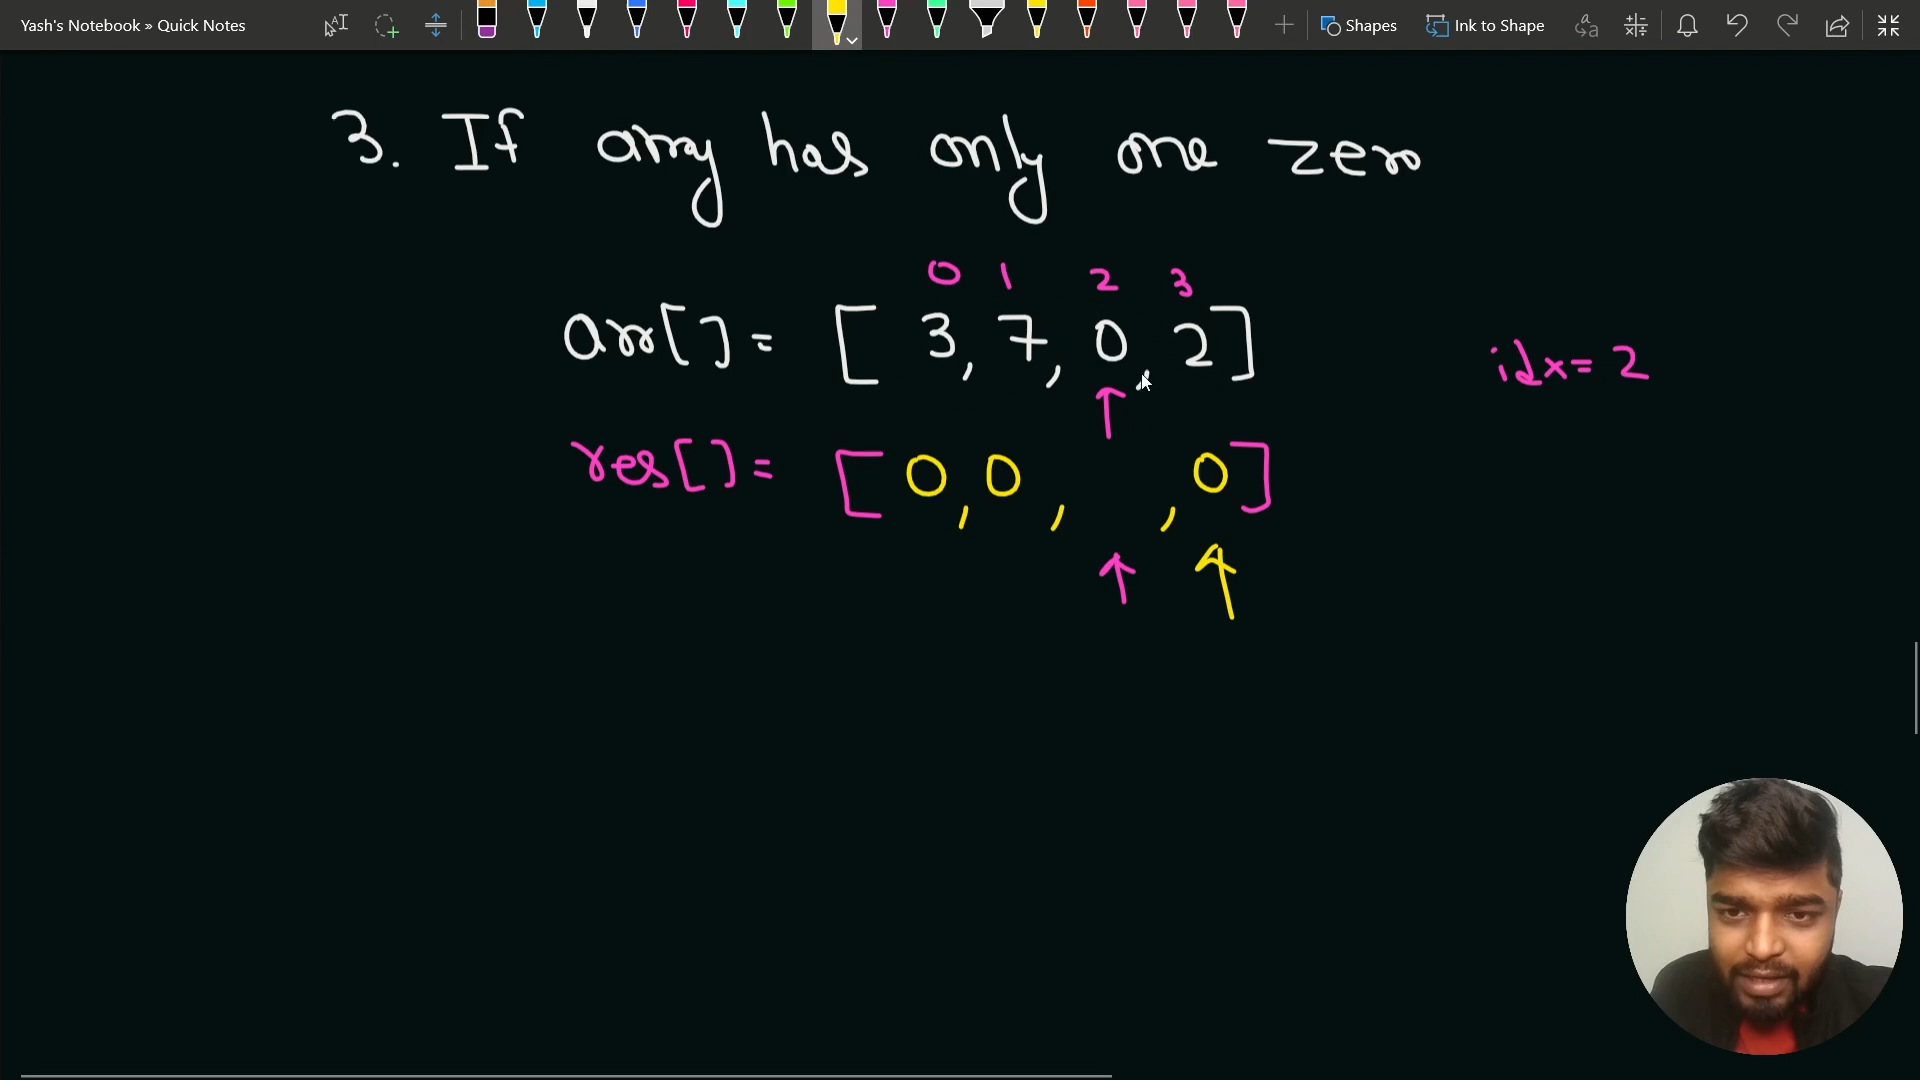 Yash's Notebook » Quick Notes Shapes Ink to Shape
3. If array has only one zero
0 1 2 3
arr[] = [ 3, 7, 0, 2 ]
idx = 2
res[] = [ 0, 0,  , 0 ]